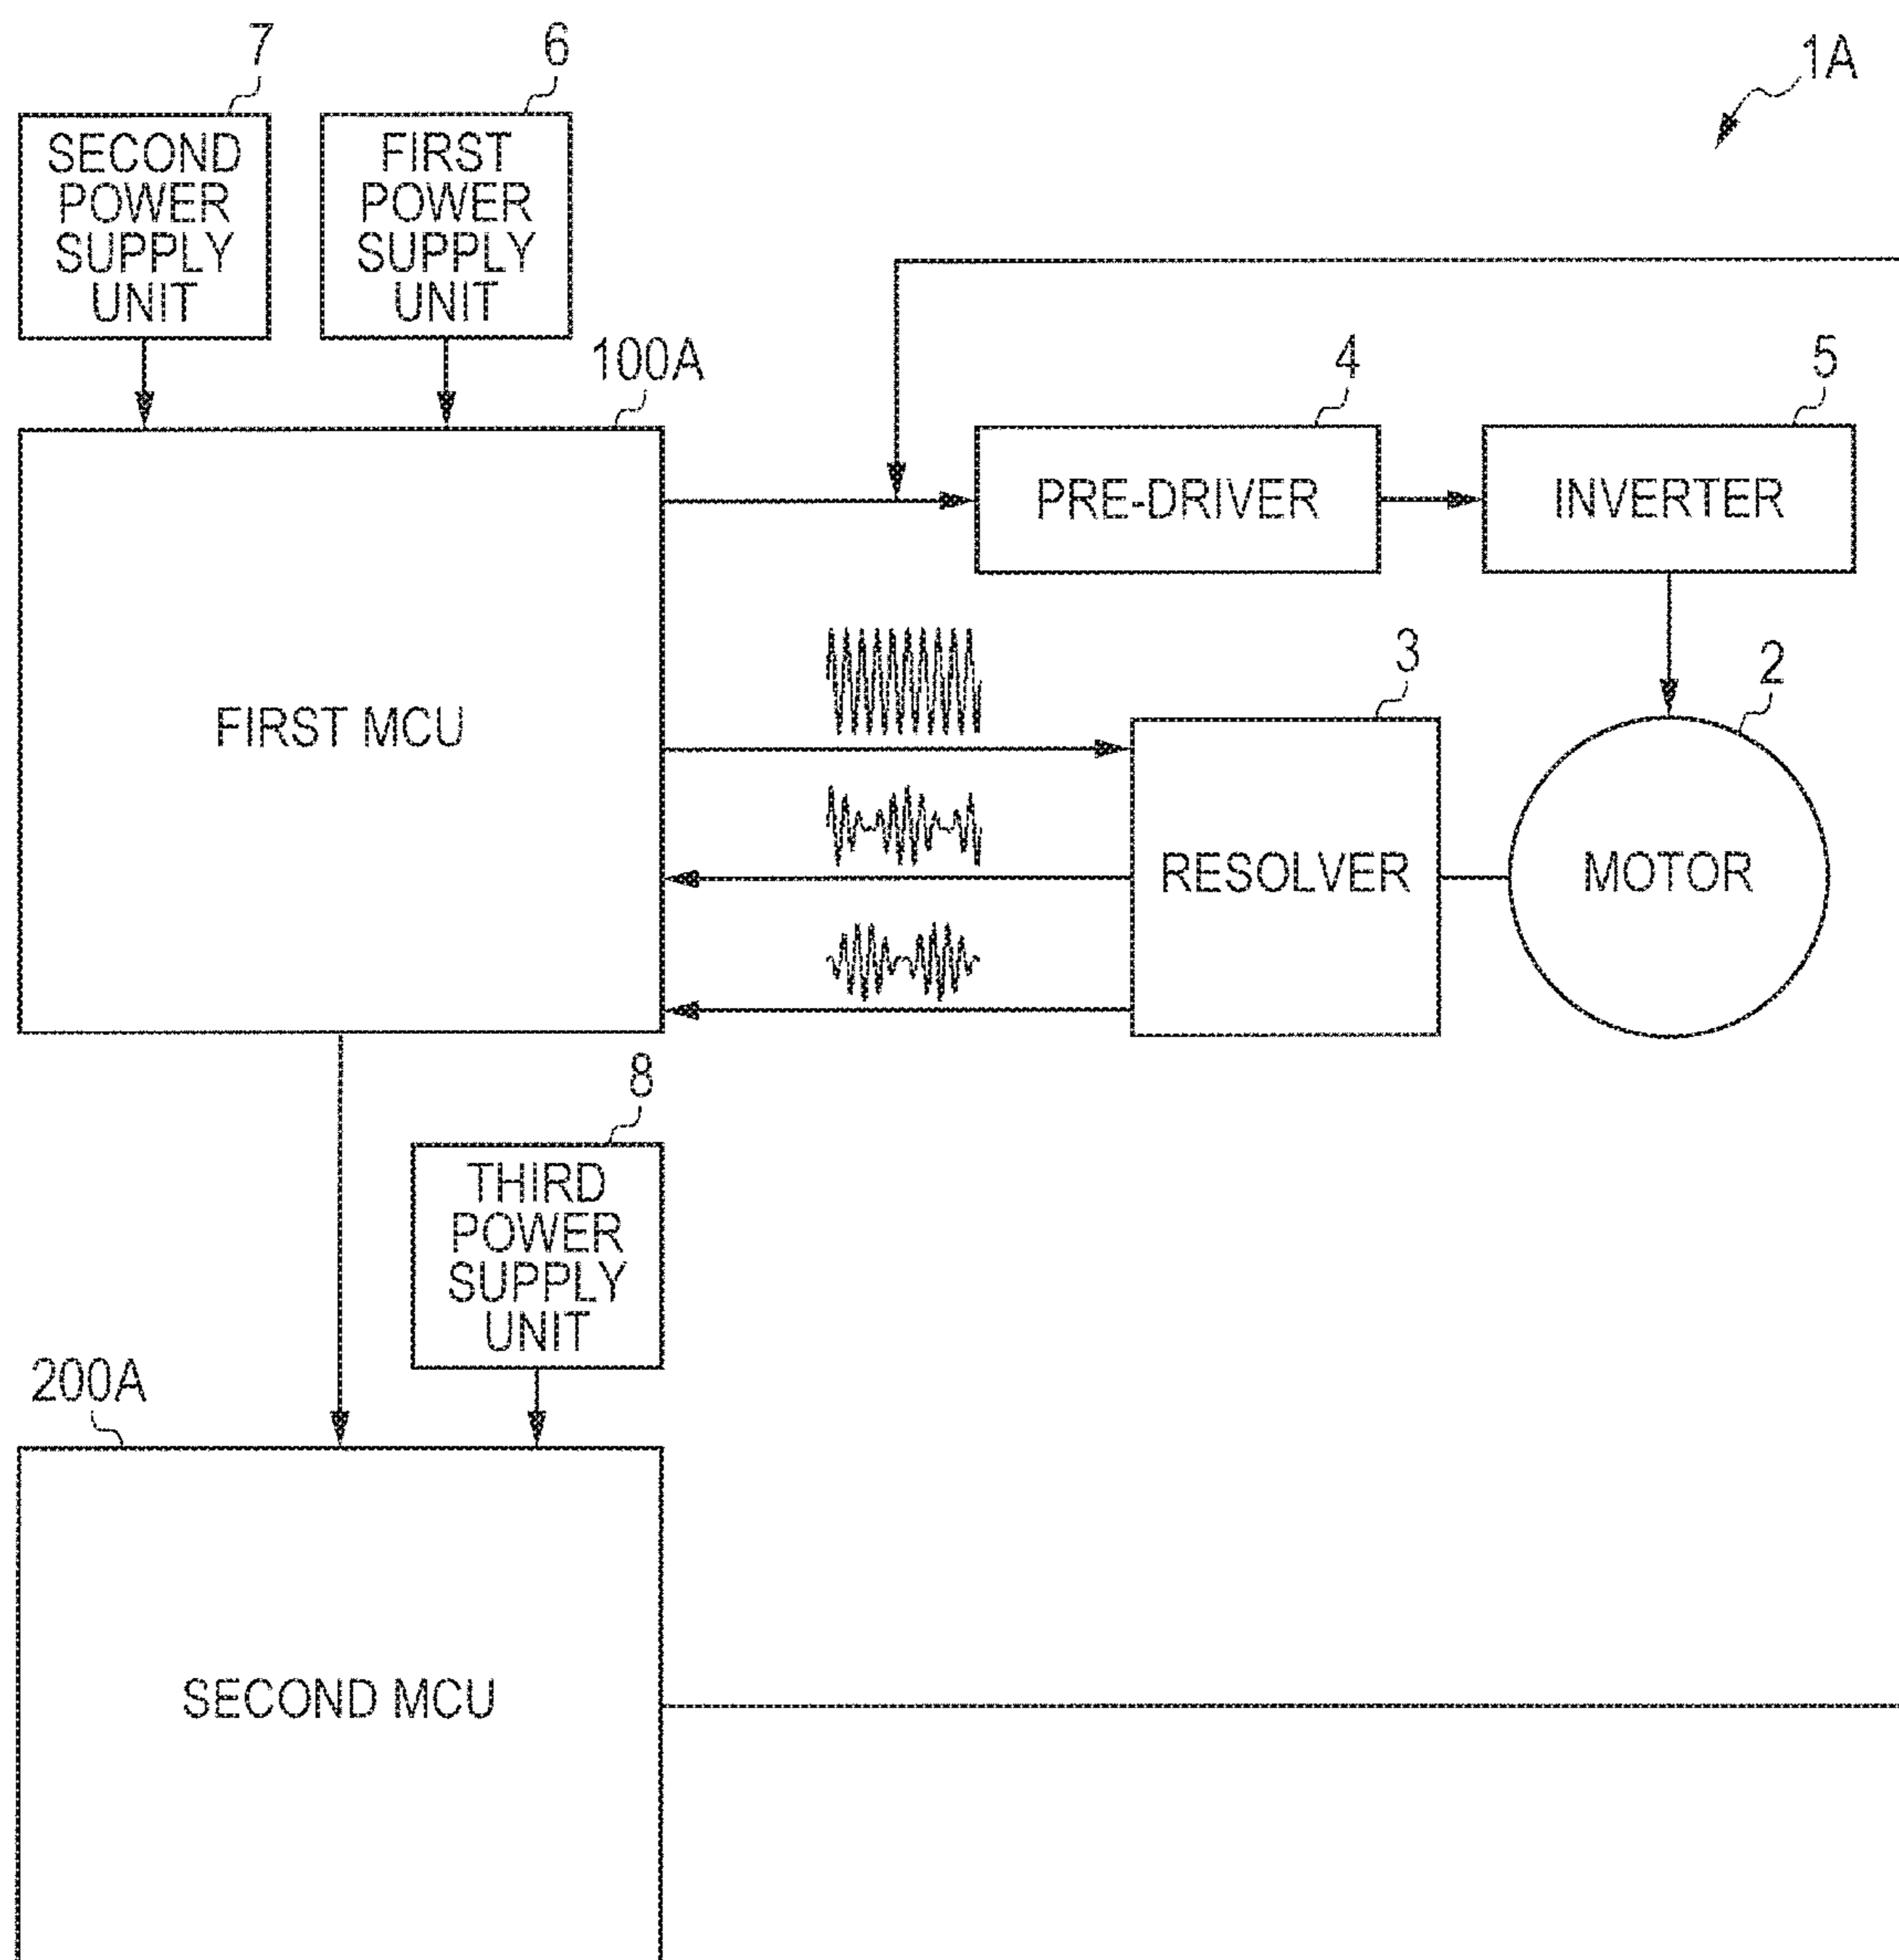 7
6
1A
SECOND
POWER
SUPPLY
UNIT
FIRST
POWER
SUPPLY
UNIT
100A
4
5
PRE-DRIVER
INVERTER
FIRST MCU
3
2
RESOLVER
MOTOR
8
THIRD
POWER
SUPPLY
UNIT
200A
SECOND MCU